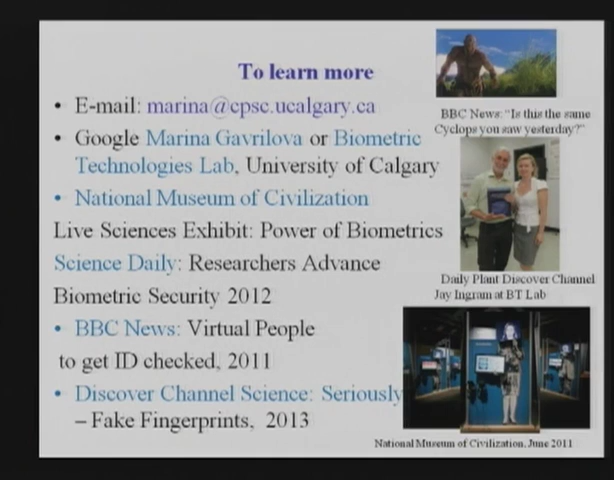 To learn more
• E-mail: marina@cpsc.ucalgary.ca
• Google Marina Gavrilova or Biometric
Technologies Lab, University of Calgary
• National Museum of Civilization
Live Sciences Exhibit: Power of Biometrics
Science Daily: Researchers Advance
Biometric Security 2012
• BBC News: Virtual People
to get ID checked, 2011
• Discover Channel Science: Seriously
– Fake Fingerprints, 2013
BBC News: "Is this the same
Cyclops you saw yesterday?"
Daily Plant Discover Channel
Jay Ingram at BT Lab
National Museum of Civilization, June 2011